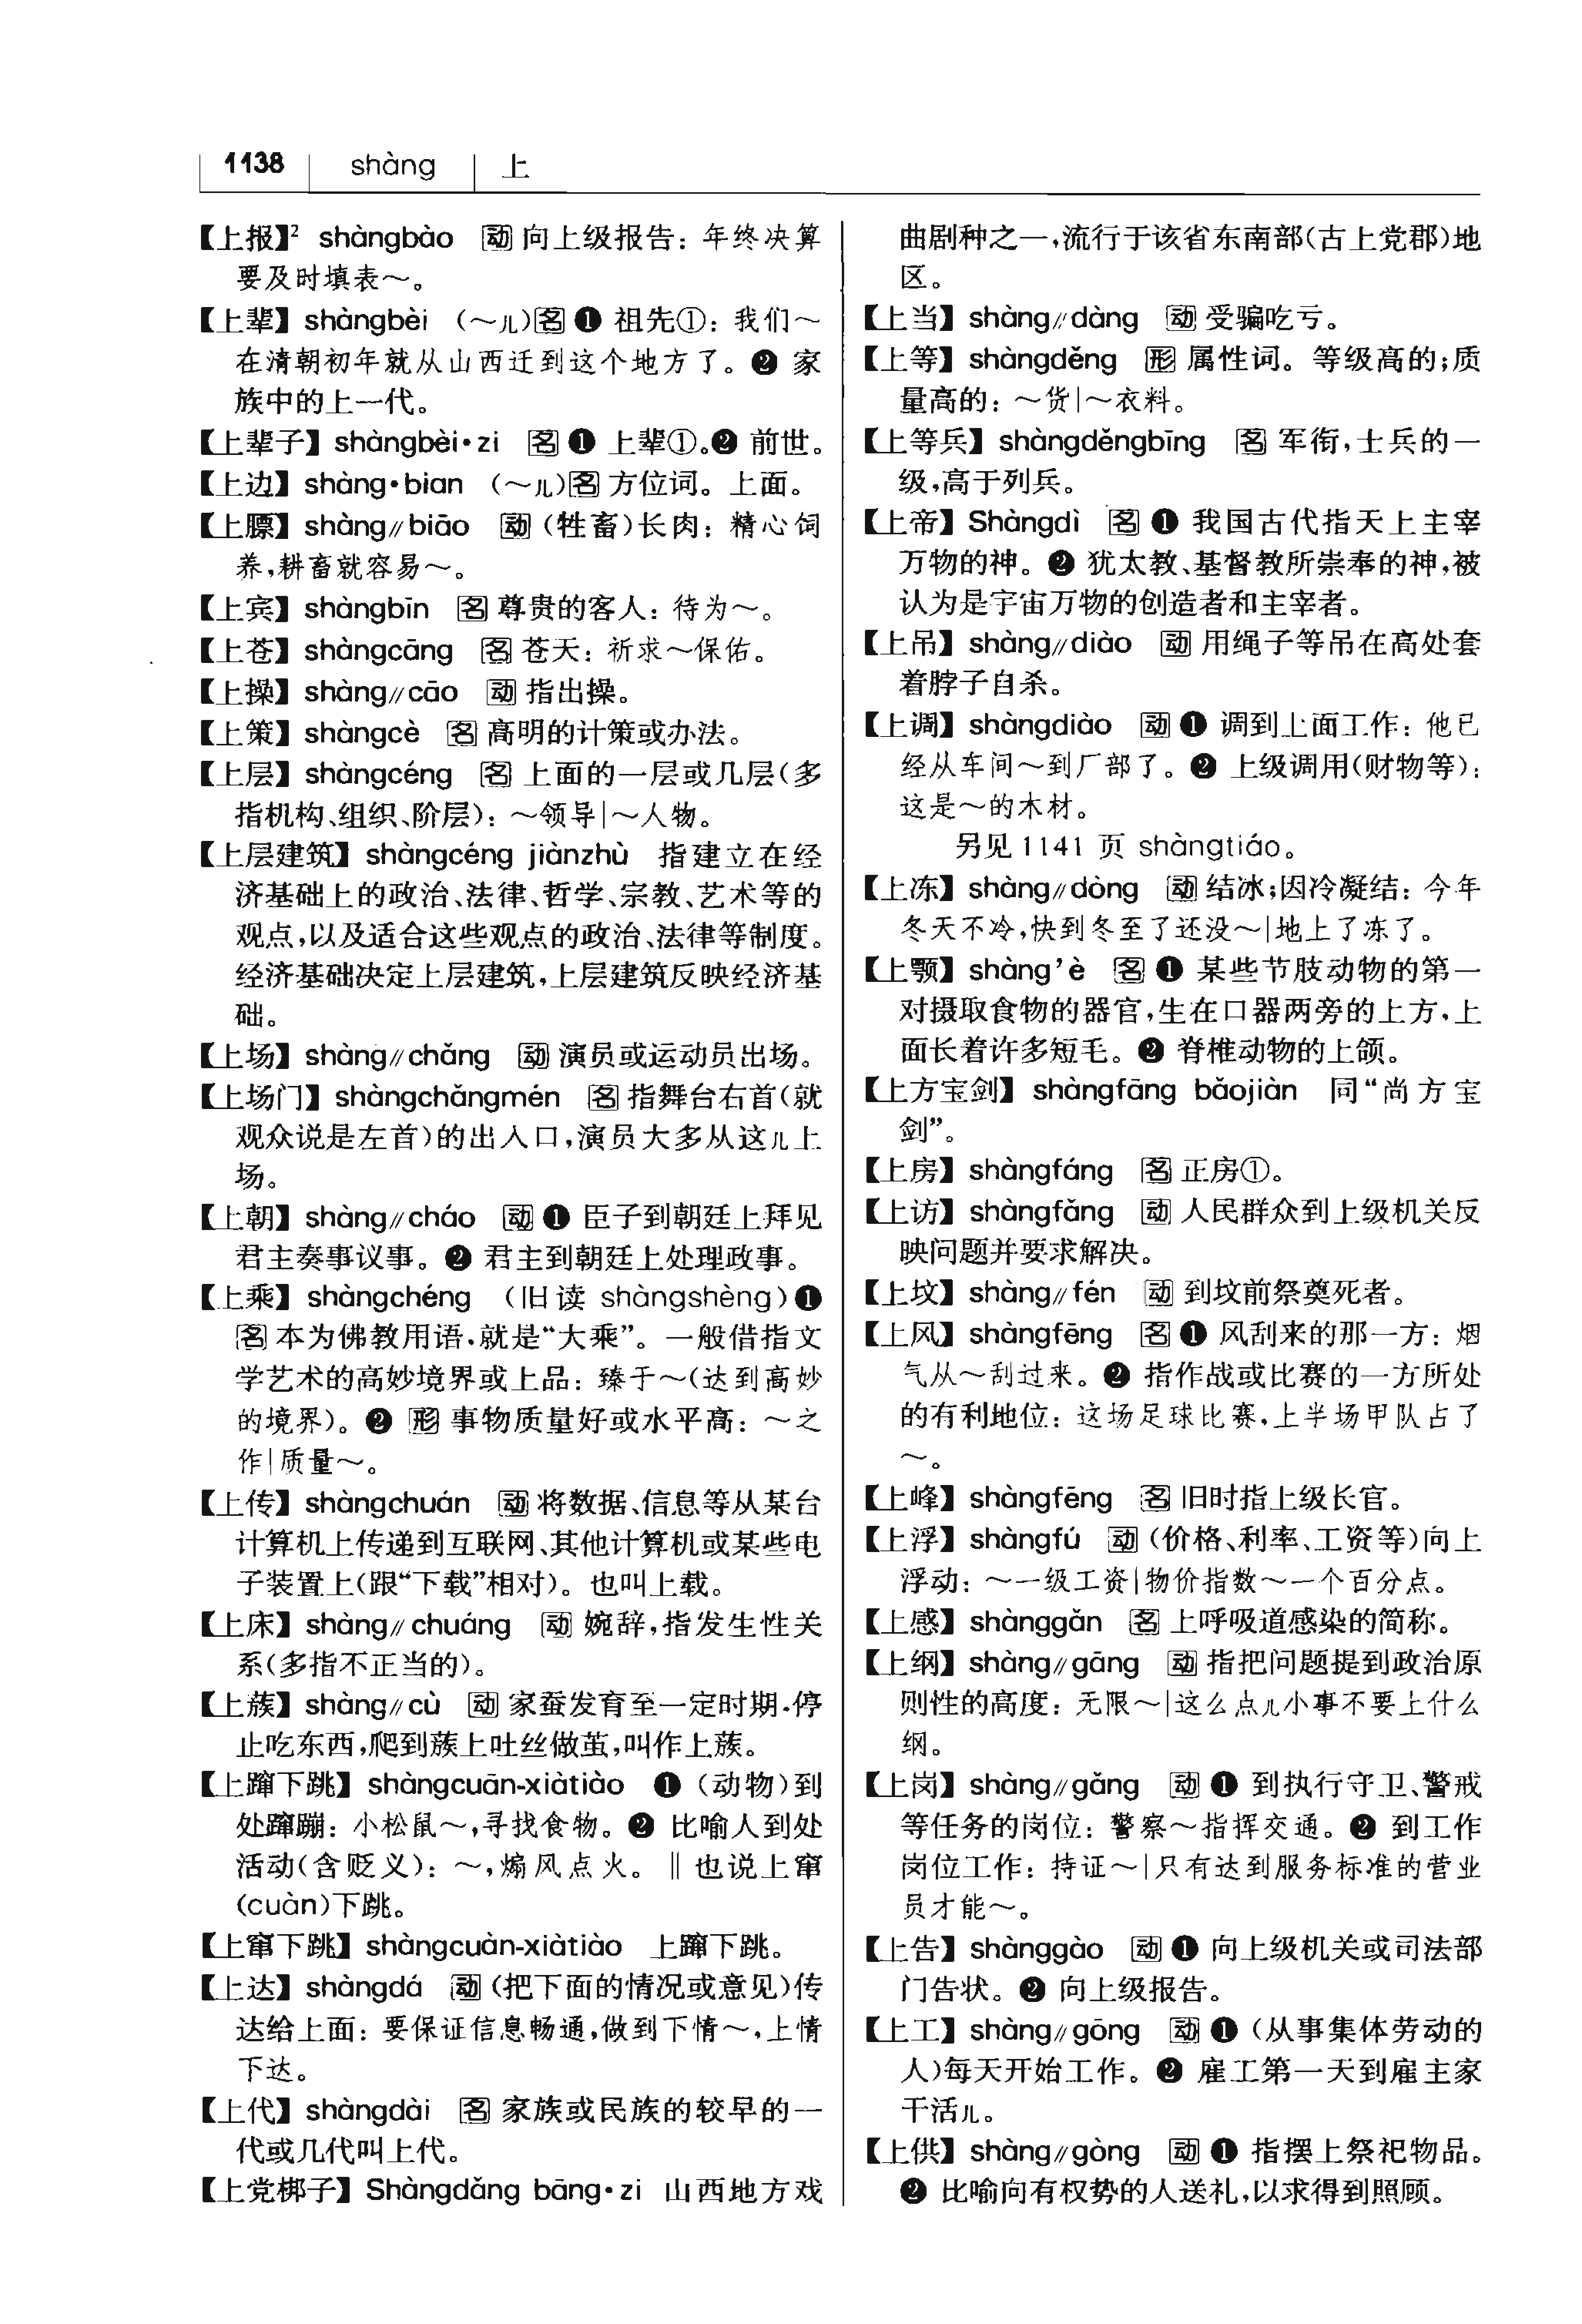 1138 shàng 上
【上报】² shàngbào 动 向上级报告：年终决算
要及时填表～。
【上辈】 shàngbèi （～儿）名 ❶ 祖先①：我们～
在清朝初年就从山西迁到这个地方了。❷ 家
族中的上一代。
【上辈子】 shàngbèi·zi 名 ❶ 上辈①。❷ 前世。
【上边】 shàng·bian （～儿）名 方位词。上面。
【上膘】 shàng∥biāo 动 （牲畜）长肉：精心饲
养，耕畜就容易～。
【上宾】 shàngbīn 名 尊贵的客人：待为～。
【上苍】 shàngcāng 名 苍天：祈求～保佑。
【上操】 shàng∥cāo 动 指出操。
【上策】 shàngcè 名 高明的计策或办法。
【上层】 shàngcéng 名 上面的一层或几层（多
指机构、组织、阶层）：～领导|～人物。
【上层建筑】 shàngcéng jiànzhù 指建立在经
济基础上的政治、法律、哲学、宗教、艺术等的
观点，以及适合这些观点的政治、法律等制度。
经济基础决定上层建筑，上层建筑反映经济基
础。
【上场】 shàng∥chǎng 动 演员或运动员出场。
【上场门】 shàngchǎngmén 名 指舞台右首（就
观众说是左首）的出入口，演员大多从这儿上
场。
【上朝】 shàng∥cháo 动 ❶ 臣子到朝廷上拜见
君主奏事议事。❷ 君主到朝廷上处理政事。
【上乘】 shàngchéng （旧读 shàngshèng）❶
名 本为佛教用语，就是“大乘”。一般借指文
学艺术的高妙境界或上品：臻于～（达到高妙
的境界）。❷ 形 事物质量好或水平高：～之
作|质量～。
【上传】 shàngchuán 动 将数据、信息等从某台
计算机上传递到互联网、其他计算机或某些电
子装置上（跟“下载”相对）。也叫上载。
【上床】 shàng∥chuáng 动 婉辞，指发生性关
系（多指不正当的）。
【上蔟】 shàng∥cù 动 家蚕发育至一定时期，停
止吃东西，爬到蔟上吐丝做茧，叫作上蔟。
【上蹿下跳】 shàngcuān-xiàtiào ❶ （动物）到
处蹿蹦：小松鼠～，寻找食物。❷ 比喻人到处
活动（含贬义）：～，煽风点火。‖ 也说上窜
（cuàn）下跳。
【上窜下跳】 shàngcuàn-xiàtiào 上蹿下跳。
【上达】 shàngdá 动 （把下面的情况或意见）传
达给上面：要保证信息畅通，做到下情～，上情
下达。
【上代】 shàngdài 名 家族或民族的较早的一
代或几代叫上代。
【上党梆子】 Shàngdǎng bāng·zi 山西地方戏
曲剧种之一，流行于该省东南部（古上党郡）地
区。
【上当】 shàng∥dàng 动 受骗吃亏。
【上等】 shàngděng 形 属性词。等级高的；质
量高的：～货|～衣料。
【上等兵】 shàngděngbīng 名 军衔，士兵的一
级，高于列兵。
【上帝】 Shàngdì 名 ❶ 我国古代指天上主宰
万物的神。❷ 犹太教、基督教所崇奉的神，被
认为是宇宙万物的创造者和主宰者。
【上吊】 shàng∥diào 动 用绳子等吊在高处套
着脖子自杀。
【上调】 shàngdiào 动 ❶ 调到上面工作：他已
经从车间～到厂部了。❷ 上级调用（财物等）：
这是～的木材。
另见 1141 页 shàngtiáo。
【上冻】 shàng∥dòng 动 结冰；因冷凝结：今年
冬天不冷，快到冬至了还没～|地上了冻了。
【上颚】 shàng’è 名 ❶ 某些节肢动物的第一
对摄取食物的器官，生在口器两旁的上方，上
面长着许多短毛。❷ 脊椎动物的上颌。
【上方宝剑】 shàngfāng bǎojiàn 同“尚方宝
剑”。
【上房】 shàngfáng 名 正房①。
【上访】 shàngfǎng 动 人民群众到上级机关反
映问题并要求解决。
【上坟】 shàng∥fén 动 到坟前祭奠死者。
【上风】 shàngfēng 名 ❶ 风刮来的那一方：烟
气从～刮过来。❷ 指作战或比赛的一方所处
的有利地位：这场足球比赛，上半场甲队占了
～。
【上峰】 shàngfēng 名 旧时指上级长官。
【上浮】 shàngfú 动 （价格、利率、工资等）向上
浮动：～一级工资|物价指数～一个百分点。
【上感】 shànggǎn 名 上呼吸道感染的简称。
【上纲】 shàng∥gāng 动 指把问题提到政治原
则性的高度：无限～|这么点儿小事不要上什么
纲。
【上岗】 shàng∥gǎng 动 ❶ 到执行守卫、警戒
等任务的岗位：警察～指挥交通。❷ 到工作
岗位工作：持证～|只有达到服务标准的营业
员才能～。
【上告】 shànggào 动 ❶ 向上级机关或司法部
门告状。❷ 向上级报告。
【上工】 shàng∥gōng 动 ❶ （从事集体劳动的
人）每天开始工作。❷ 雇工第一天到雇主家
干活儿。
【上供】 shàng∥gòng 动 ❶ 指摆上祭祀物品。
❷ 比喻向有权势的人送礼，以求得到照顾。